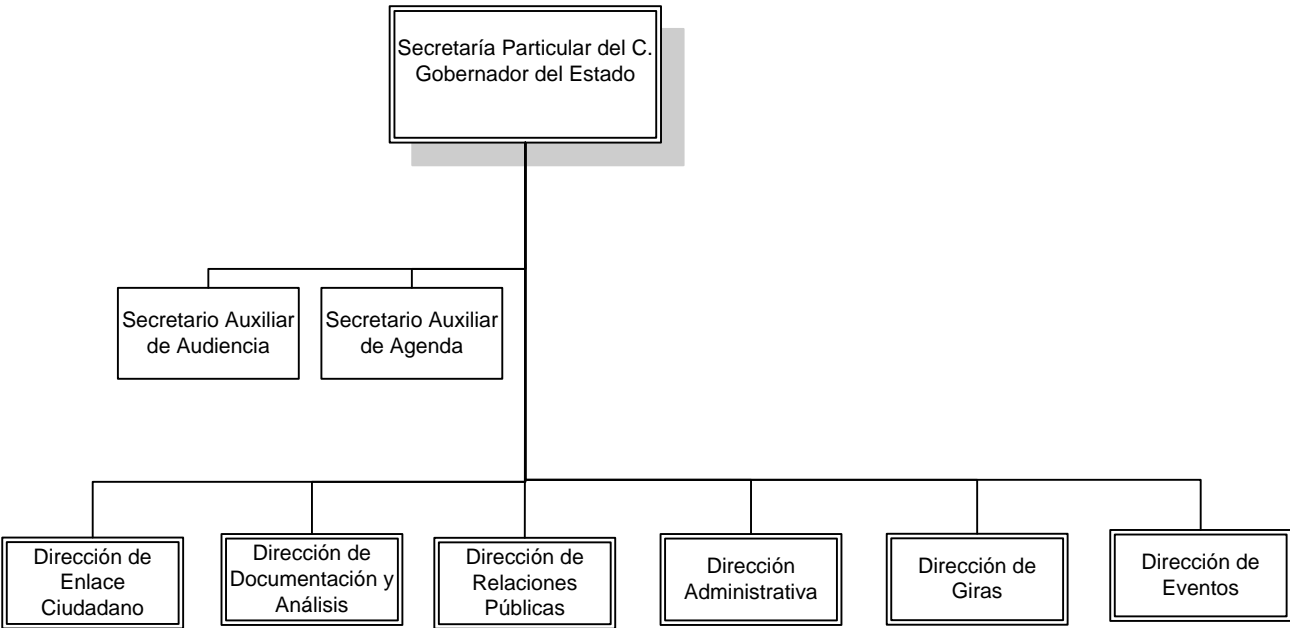 Secretaría Particular del C.
Gobernador del Estado
Secretario Auxiliar
de Audiencia
Secretario Auxiliar
de Agenda
Dirección de
Enlace
Ciudadano
Dirección de
Documentación y
Análisis
Dirección de
Relaciones
Públicas
Dirección
Administrativa
Dirección de
Giras
Dirección de
Eventos